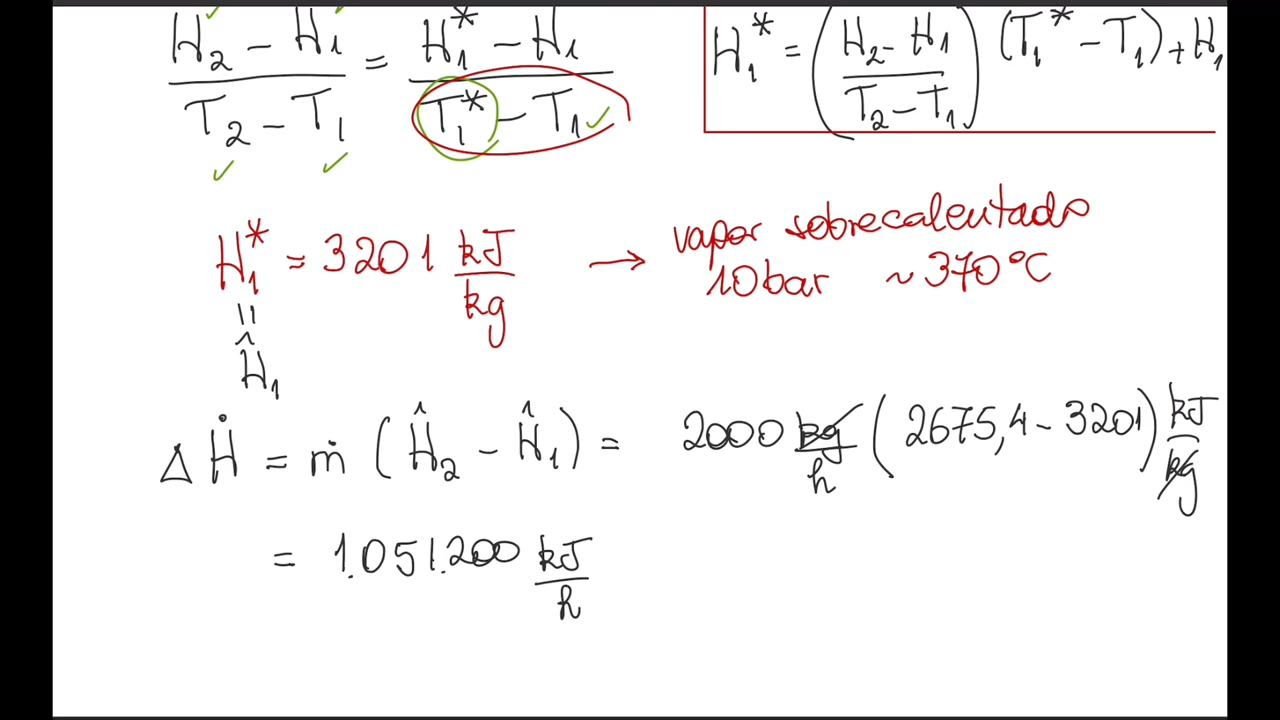 H₂ – H₁ / T₂ – T₁ = H₁* – H₁ / T₁* – T₁
H₁* = (H₂ – H₁ / T₂ – T₁) (T₁* – T₁) + H₁
H₁* = 3201 kJ/kg → vapor sobrecalentado
10 bar ~370°C
=
Ĥ₁
ΔḢ = ṁ (Ĥ₂ – Ĥ₁) = 2000 kg/h (2675,4 – 3201) kJ/kg
= 1.051.200 kJ/h